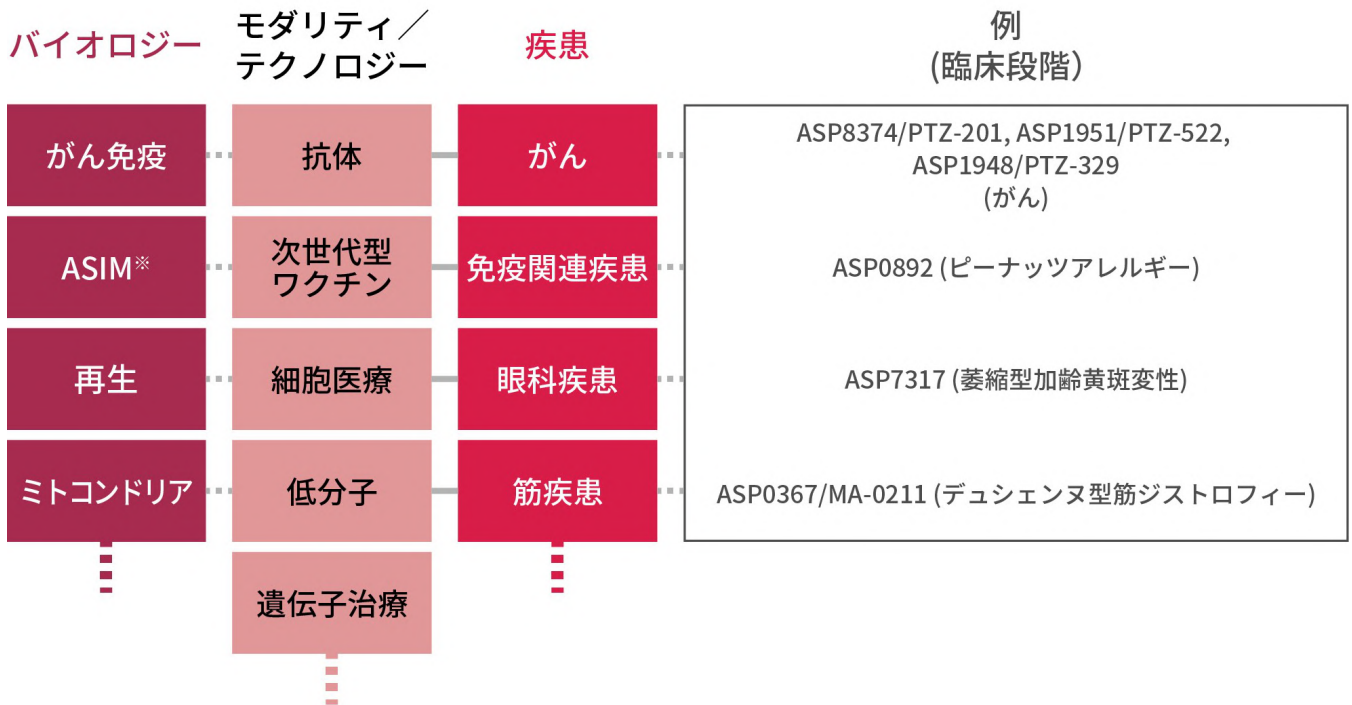 バイオロジー
モダリティ／
テクノロジー
疾患
例
(臨床段階）
がん免疫
抗体
がん
ASP8374/PTZ-201, ASP1951/PTZ-522,
ASP1948/PTZ-329
(がん)
ASIM※
次世代型
ワクチン
免疫関連疾患
ASP0892 (ピーナッツアレルギー)
再生
細胞医療
眼科疾患
ASP7317 (萎縮型加齢黄斑変性)
ミトコンドリア
低分子
筋疾患
ASP0367/MA-0211 (デュシェンヌ型筋ジストロフィー)
遺伝子治療